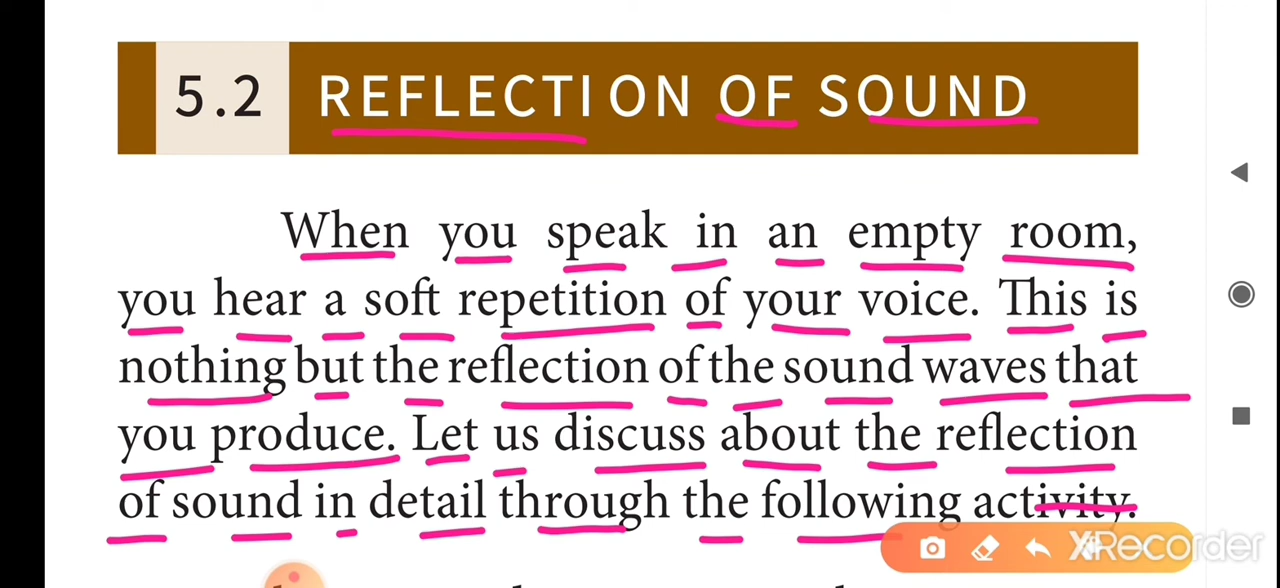 5.2 REFLECTION OF SOUND
When you speak in an empty room,
you hear a soft repetition of your voice. This is
nothing but the reflection of the sound waves that
you produce. Let us discuss about the reflection
of sound in detail through the following activity.
XRecorder